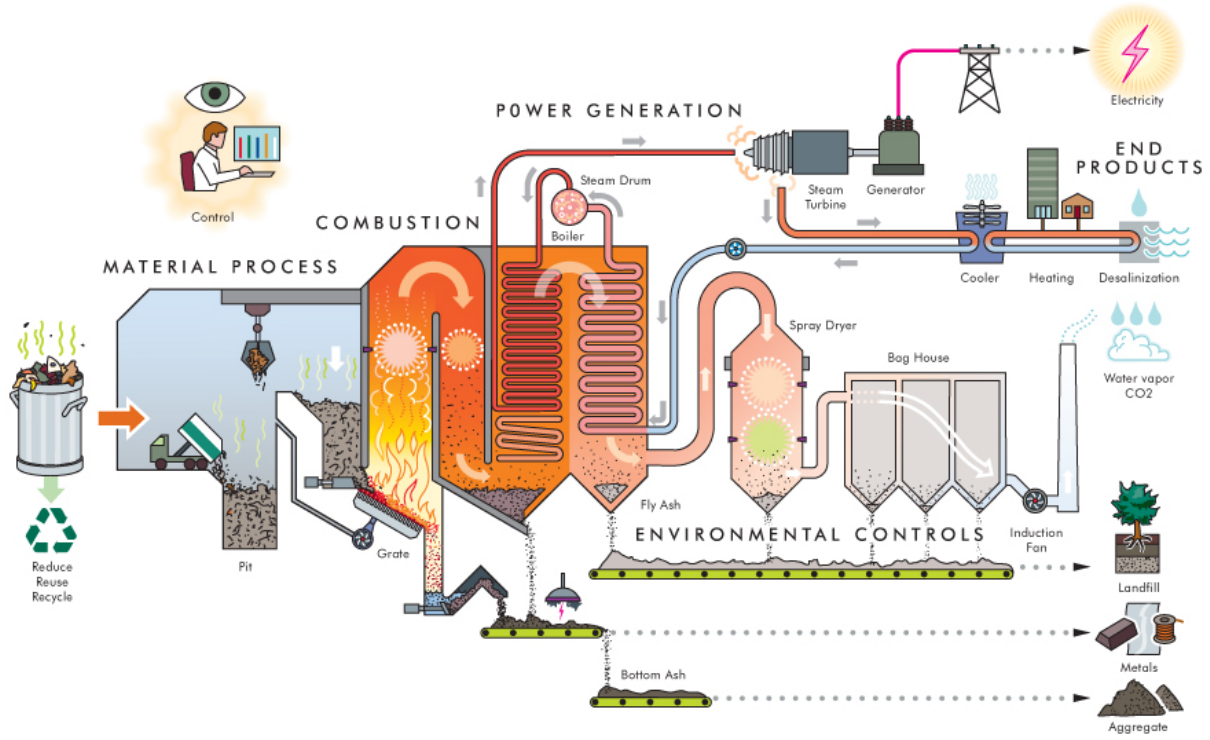 P0WER GENERATION
Electricity
END
PRODUCTS
Steam Drum
Steam
Turbine
Generator
Control
COMBUSTION
Boiler
MATERIAL PROCESS
Cooler
Heating
Desalinization
Spray Dryer
Bag House
Water vapor
CO2
Fly Ash
ENVIRONMENTAL CONTROLS
Induction
Fan
Grate
Pit
Reduce
Reuse
Recycle
Landfill
Metals
Bottom Ash
Aggregate